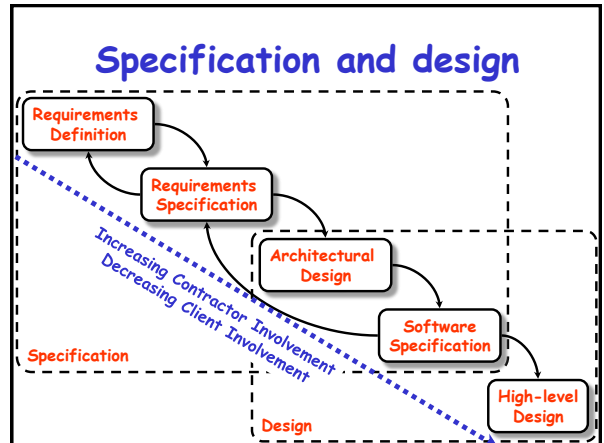 Specification and design
Requirements
Definition
Requirements
Specification
Architectural
Design
Increasing Contractor Involvement
Decreasing Client Involvement
Software
Specification
Specification
High-level
Design
Design